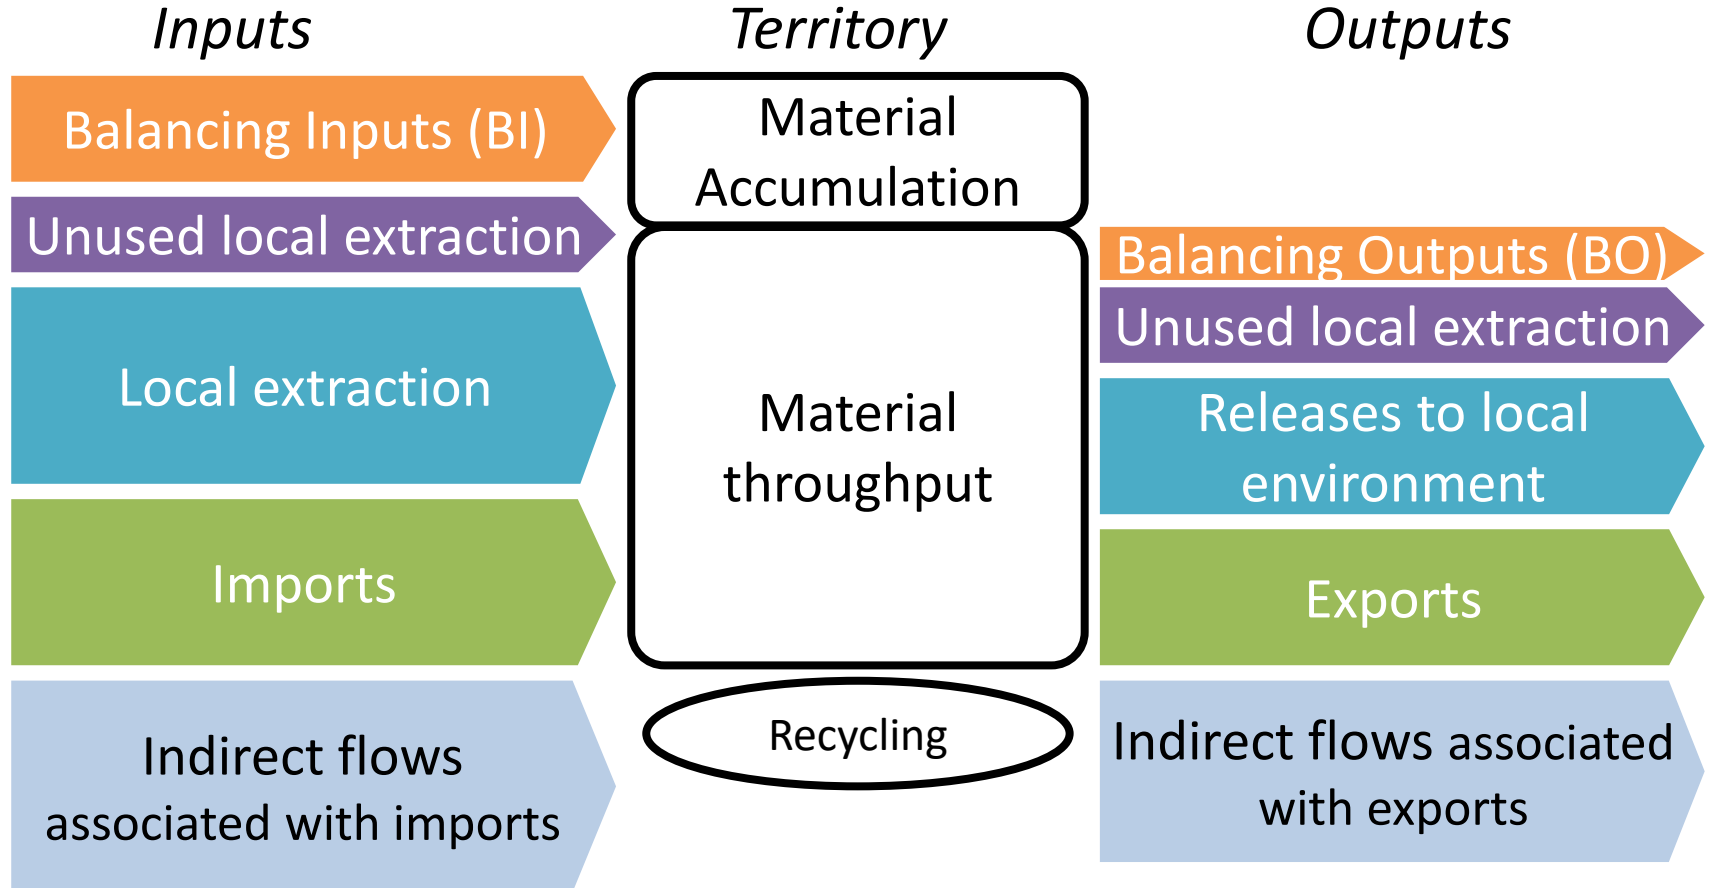 Inputs
Territory
Outputs
Balancing Inputs (BI)
Unused local extraction
Local extraction
Imports
Indirect flows
associated with imports
Material
Accumulation
Material
throughput
Recycling
Balancing Outputs (BO)
Unused local extraction
Releases to local
environment
Exports
Indirect flows associated
with exports